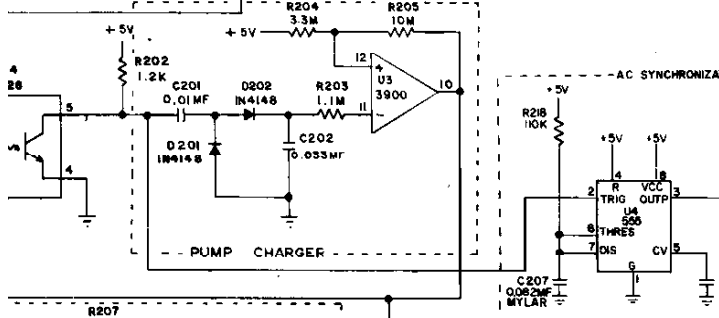 R204
3.3M
R205
10M
+5V
+5V
R202
1.2K
12
+
U3
3900
10
11
-
4
26
5
4
C201
0.01MF
D202
1N4148
R203
1.1M
D201
1N4148
C202
0.033MF
PUMP CHARGER
R207
AC SYNCHRONIZA
+5V
R218
110K
+5V
+5V
4
8
R
VCC
2
TRIG
OUTP
3
U4
555
6
THRES
7
DIS
CV
5
G
1
C207
0.082MF
MYLAR